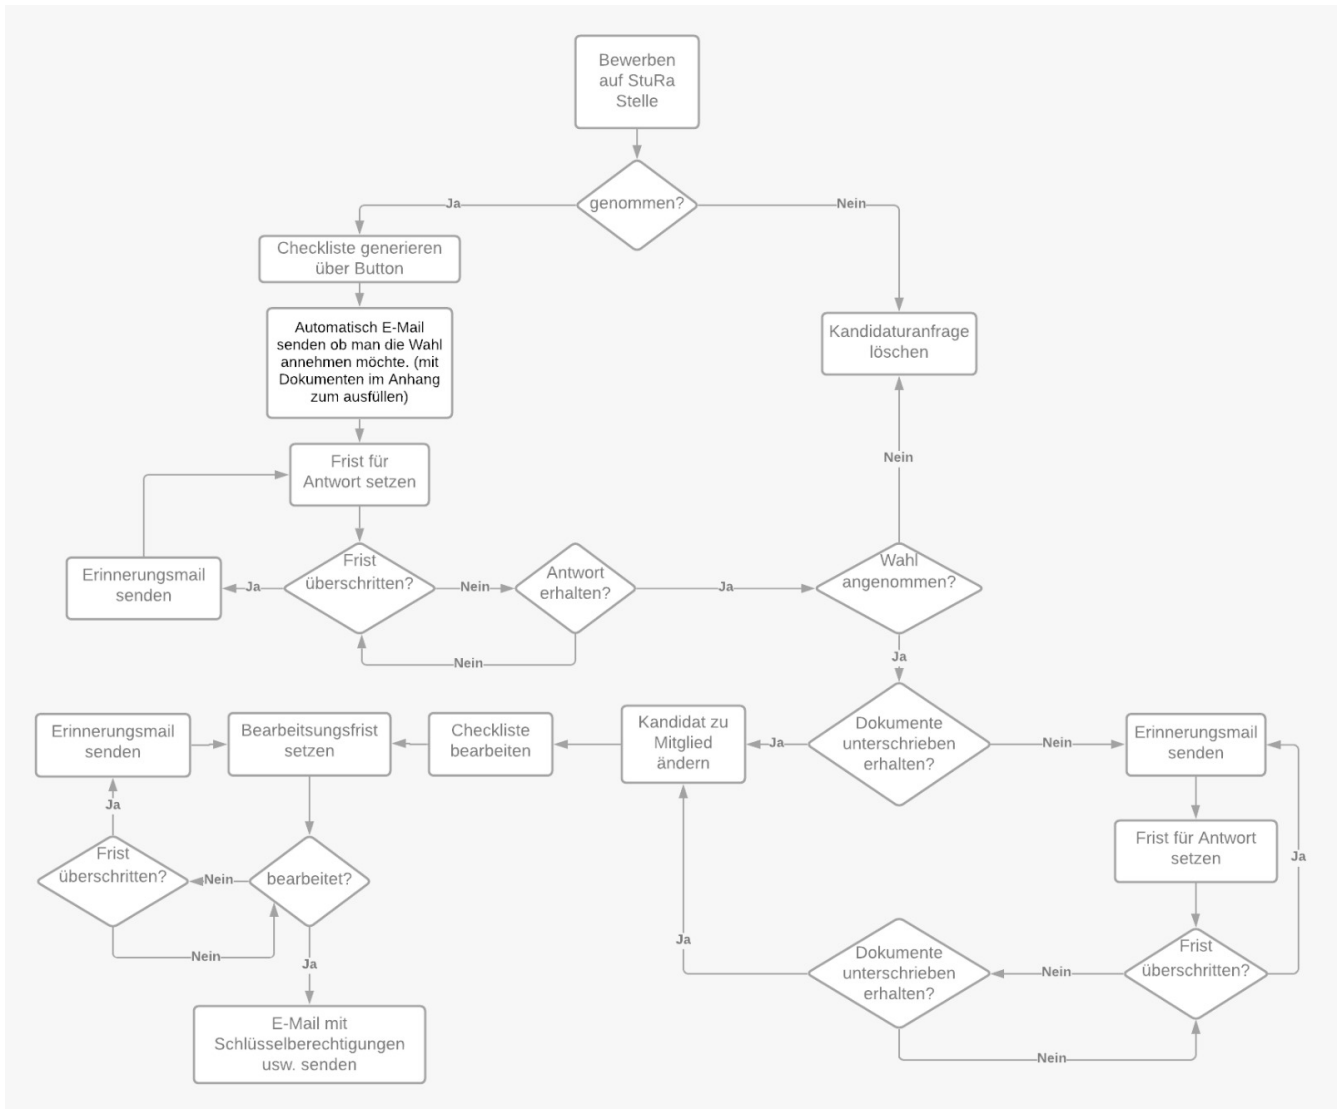 Bewerben
auf StuRa
Stelle
genommen?
Ja
Nein
Checkliste generieren
über Button
Automatisch E-Mail
senden ob man die Wahl
annehmen möchte. (mit
Dokumenten im Anhang
zum ausfüllen)
Kandidaturanfrage
löschen
Frist für
Antwort setzen
Nein
Erinnerungsmail
senden
Ja
Frist
überschritten?
Nein
Antwort
erhalten?
Ja
Wahl
angenommen?
Nein
Ja
Erinnerungsmail
senden
Bearbeitsungsfrist
setzen
Checkliste
bearbeiten
Kandidat zu
Mitglied
ändern
Ja
Dokumente
unterschrieben
erhalten?
Nein
Erinnerungsmail
senden
Ja
Frist für Antwort
setzen
Ja
Frist
überschritten?
Nein
bearbeitet?
Nein
Ja
Ja
Dokumente
unterschrieben
erhalten?
Nein
Frist
überschritten?
Nein
E-Mail mit
Schlüsselberechtigungen
usw. senden